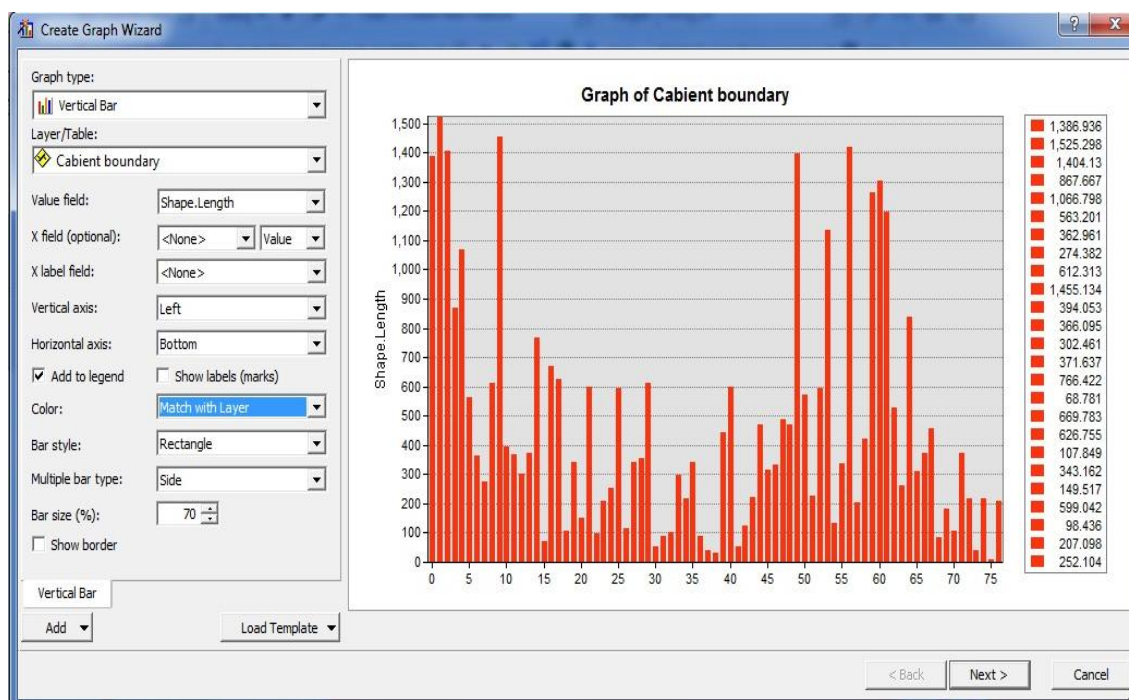 Create Graph Wizard
Graph type:
Vertical Bar
Layer/Table:
Cabient boundary
Value field: Shape.Length
X field (optional): <None> Value
X label field: <None>
Vertical axis: Left
Horizontal axis: Bottom
Add to legend Show labels (marks)
Color: Match with Layer
Bar style: Rectangle
Multiple bar type: Side
Bar size (%): 70
Show border
Vertical Bar
Add Load Template
Graph of Cabient boundary
Shape.Length
1,500
1,400
1,300
1,200
1,100
1,000
900
800
700
600
500
400
300
200
100
0
0 5 10 15 20 25 30 35 40 45 50 55 60 65 70 75
1,386.936
1,525.298
1,404.13
867.667
1,066.798
563.201
362.961
274.382
612.313
1,455.134
394.053
366.095
302.461
371.637
766.422
68.781
669.783
626.755
107.849
343.162
149.517
599.042
98.436
207.098
252.104
< Back Next > Cancel